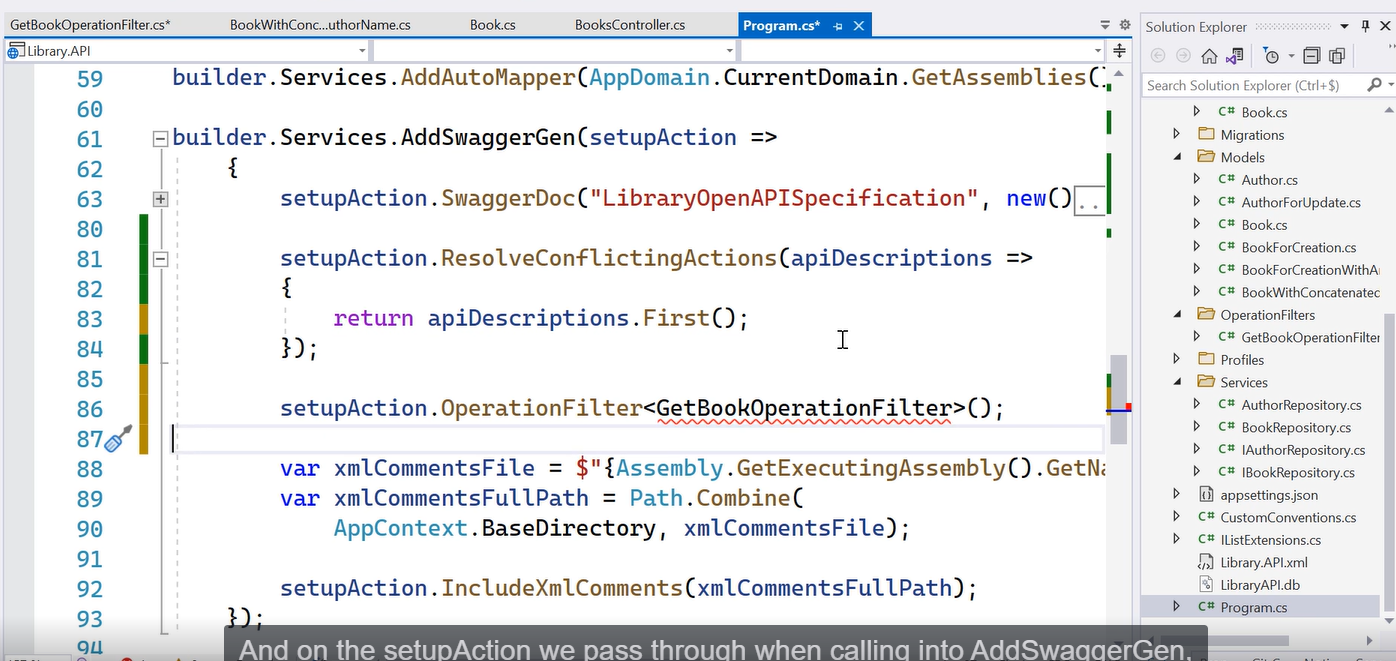 GetBookOperationFilter.cs*
BookWithConc...uthorName.cs
Book.cs
BooksController.cs
Program.cs*
Library.API
59 builder.Services.AddAutoMapper(AppDomain.CurrentDomain.GetAssemblies()
60
61 builder.Services.AddSwaggerGen(setupAction =>
62 {
63 setupAction.SwaggerDoc("LibraryOpenAPISpecification", new()..
80
81 setupAction.ResolveConflictingActions(apiDescriptions =>
82 {
83 return apiDescriptions.First();
84 });
85
86 setupAction.OperationFilter<GetBookOperationFilter>();
87
88 var xmlCommentsFile = $"{Assembly.GetExecutingAssembly().GetNa
89 var xmlCommentsFullPath = Path.Combine(
90 AppContext.BaseDirectory, xmlCommentsFile);
91
92 setupAction.IncludeXmlComments(xmlCommentsFullPath);
93 });
94
And on the setupAction we pass through when calling into AddSwaggerGen,
Solution Explorer
Search Solution Explorer (Ctrl+$)
C# Book.cs
Migrations
Models
C# Author.cs
C# AuthorForUpdate.cs
C# Book.cs
C# BookForCreation.cs
C# BookForCreationWithA
C# BookWithConcatenated
OperationFilters
C# GetBookOperationFilter
Profiles
Services
C# AuthorRepository.cs
C# BookRepository.cs
C# IAuthorRepository.cs
C# IBookRepository.cs
appsettings.json
C# CustomConventions.cs
C# IListExtensions.cs
Library.API.xml
LibraryAPI.db
C# Program.cs